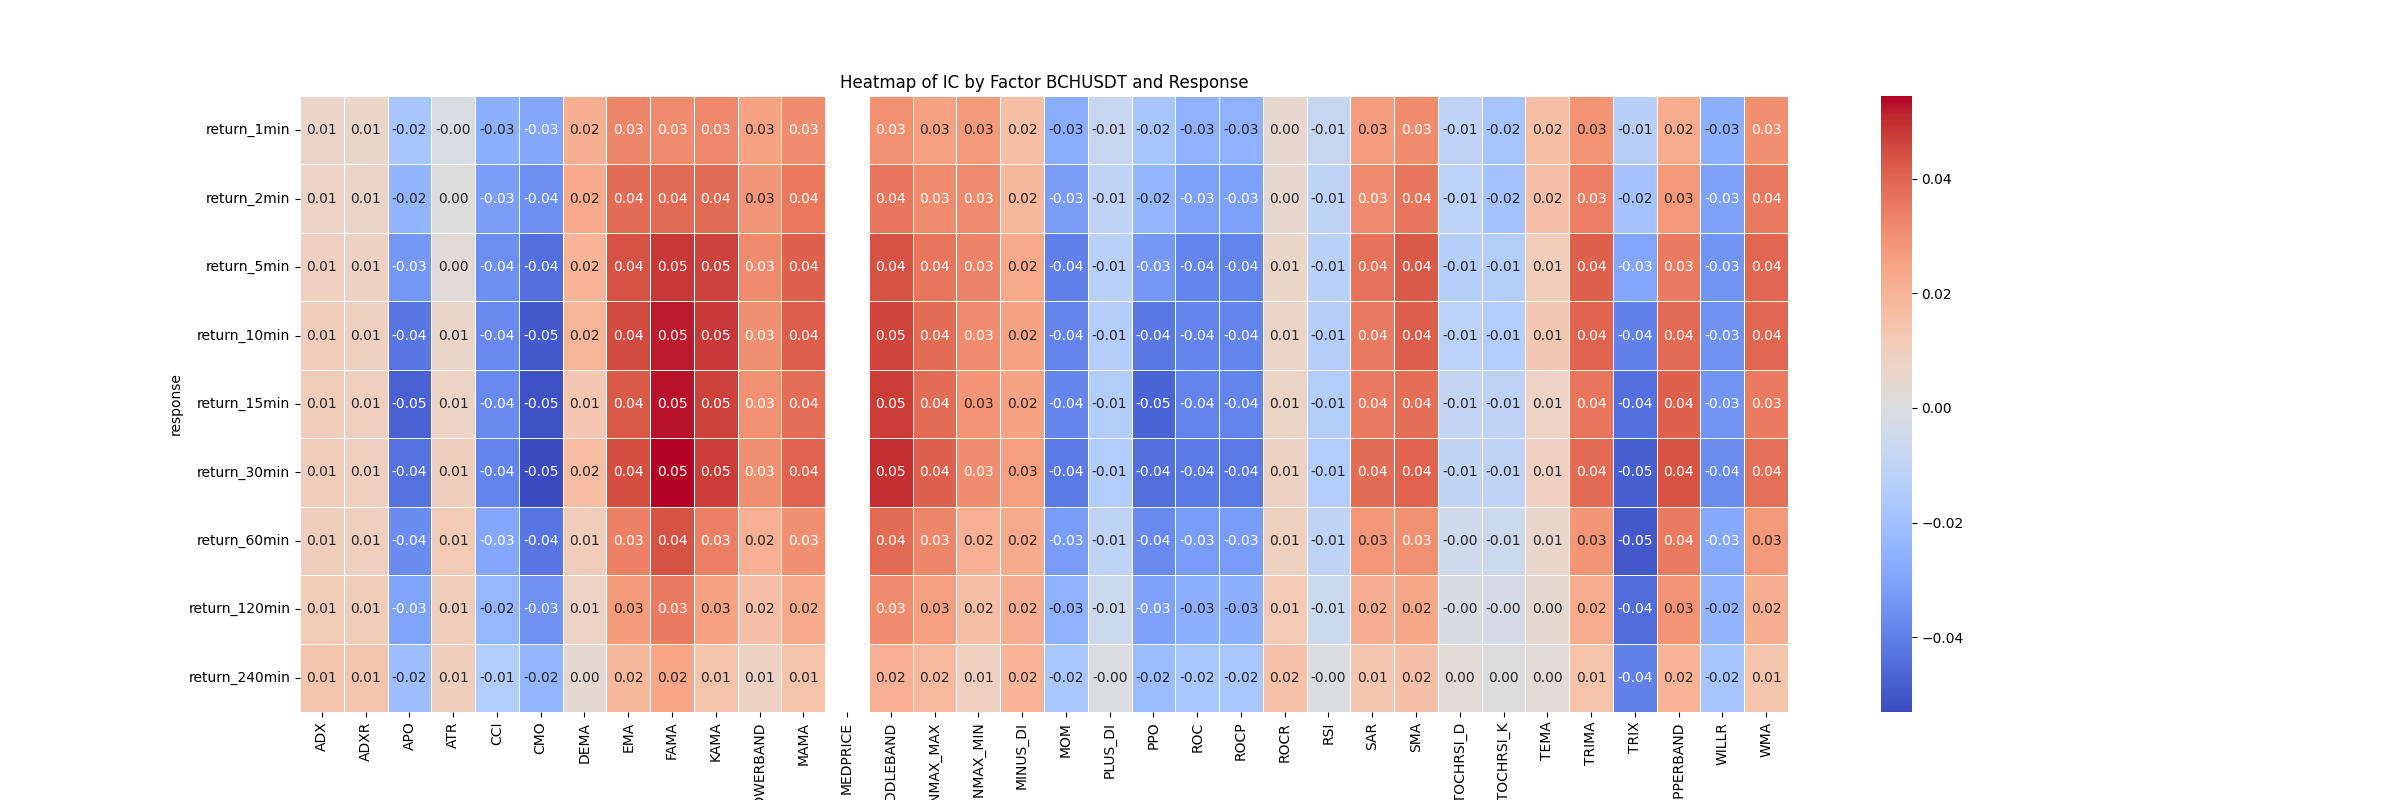 Heatmap of IC by Factor BCHUSDT and Response
response
return_1min 0.01 0.01 -0.02 -0.00 -0.03 -0.03 0.02 0.03 0.03 0.03 0.03 0.03 0.03 0.03 0.03 0.02 -0.03 -0.01 -0.02 -0.03 -0.03 0.00 -0.01 0.03 0.03 -0.01 -0.02 0.02 0.03 -0.01 0.02 -0.03 0.03
return_2min 0.01 0.01 -0.02 0.00 -0.03 -0.04 0.02 0.04 0.04 0.04 0.03 0.04 0.04 0.03 0.03 0.02 -0.03 -0.01 -0.02 -0.03 -0.03 0.00 -0.01 0.03 0.04 -0.01 -0.02 0.02 0.03 -0.02 0.03 -0.03 0.04
return_5min 0.01 0.01 -0.03 0.00 -0.04 -0.04 0.02 0.04 0.05 0.05 0.03 0.04 0.04 0.04 0.03 0.02 -0.04 -0.01 -0.03 -0.04 -0.04 0.01 -0.01 0.04 0.04 -0.01 -0.01 0.01 0.04 -0.03 0.03 -0.03 0.04
return_10min 0.01 0.01 -0.04 0.01 -0.04 -0.05 0.02 0.04 0.05 0.05 0.03 0.04 0.05 0.04 0.03 0.02 -0.04 -0.01 -0.04 -0.04 -0.04 0.01 -0.01 0.04 0.04 -0.01 -0.01 0.01 0.04 -0.04 0.04 -0.03 0.04
return_15min 0.01 0.01 -0.05 0.01 -0.04 -0.05 0.01 0.04 0.05 0.05 0.03 0.04 0.05 0.04 0.03 0.02 -0.04 -0.01 -0.05 -0.04 -0.04 0.01 -0.01 0.04 0.04 -0.01 -0.01 0.01 0.04 -0.04 0.04 -0.03 0.03
return_30min 0.01 0.01 -0.04 0.01 -0.04 -0.05 0.02 0.04 0.05 0.05 0.03 0.04 0.05 0.04 0.03 0.03 -0.04 -0.01 -0.04 -0.04 -0.04 0.01 -0.01 0.04 0.04 -0.01 -0.01 0.01 0.04 -0.05 0.04 -0.04 0.04
return_60min 0.01 0.01 -0.04 0.01 -0.03 -0.04 0.01 0.03 0.04 0.03 0.02 0.03 0.04 0.03 0.02 0.02 -0.03 -0.01 -0.04 -0.03 -0.03 0.01 -0.01 0.03 0.03 -0.00 -0.01 0.01 0.03 -0.05 0.04 -0.03 0.03
return_120min 0.01 0.01 -0.03 0.01 -0.02 -0.03 0.01 0.03 0.03 0.03 0.02 0.02 0.03 0.03 0.02 0.02 -0.03 -0.01 -0.03 -0.03 -0.03 0.01 -0.01 0.02 0.02 -0.00 -0.00 0.00 0.02 -0.04 0.03 -0.02 0.02
return_240min 0.01 0.01 -0.02 0.01 -0.01 -0.02 0.00 0.02 0.02 0.01 0.01 0.01 0.02 0.02 0.01 0.02 -0.02 -0.00 -0.02 -0.02 -0.02 0.02 -0.00 0.01 0.02 0.00 0.00 0.00 0.01 -0.04 0.02 -0.02 0.01
ADX ADXR APO ATR CCI CMO DEMA EMA FAMA KAMA OWERBAND MAMA MEDPRICE DDLEBAND NMAX_MAX NMAX_MIN MINUS_DI MOM PLUS_DI PPO ROC ROCP ROCR RSI SAR SMA TOCHRSI_D TOCHRSI_K TEMA TRIMA TRIX PPERBAND WILLR WMA
0.04
0.02
0.00
−0.02
−0.04